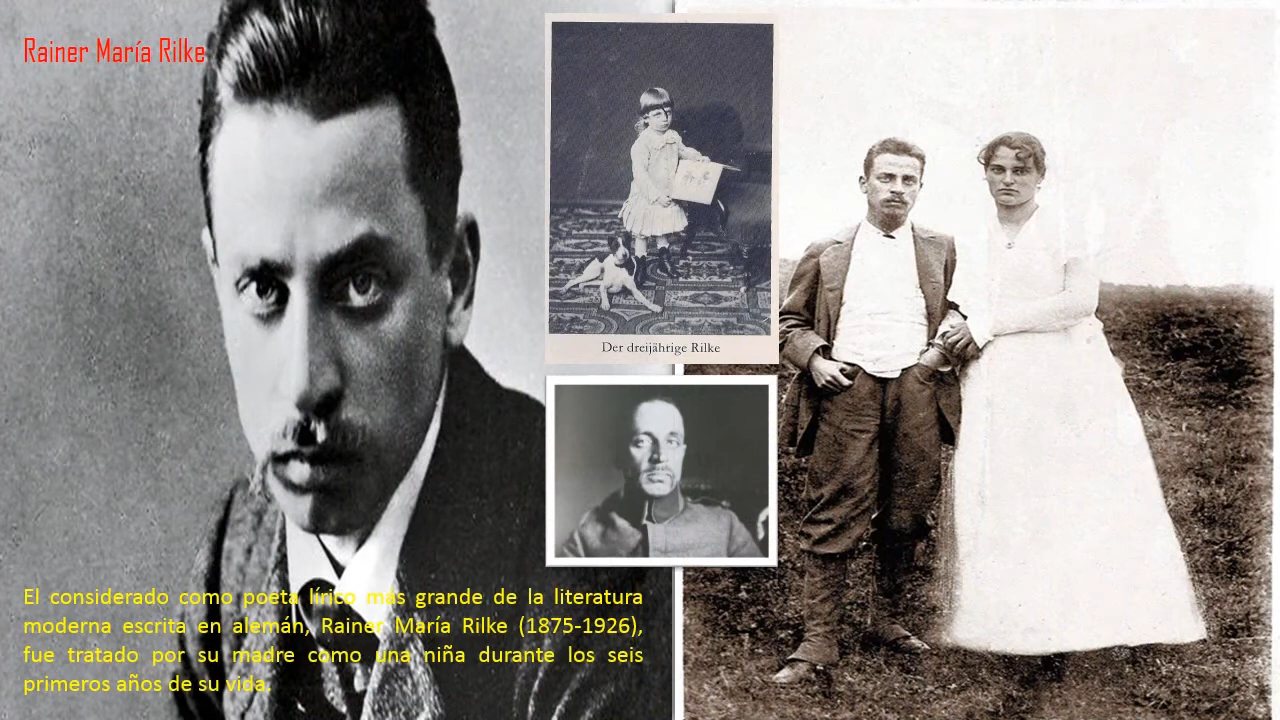 Rainer María Rilke
Der dreijährige Rilke
El considerado como poeta lírico más grande de la literatura
moderna escrita en alemán, Rainer María Rilke (1875-1926),
fue tratado por su madre como una niña durante los seis
primeros años de su vida.